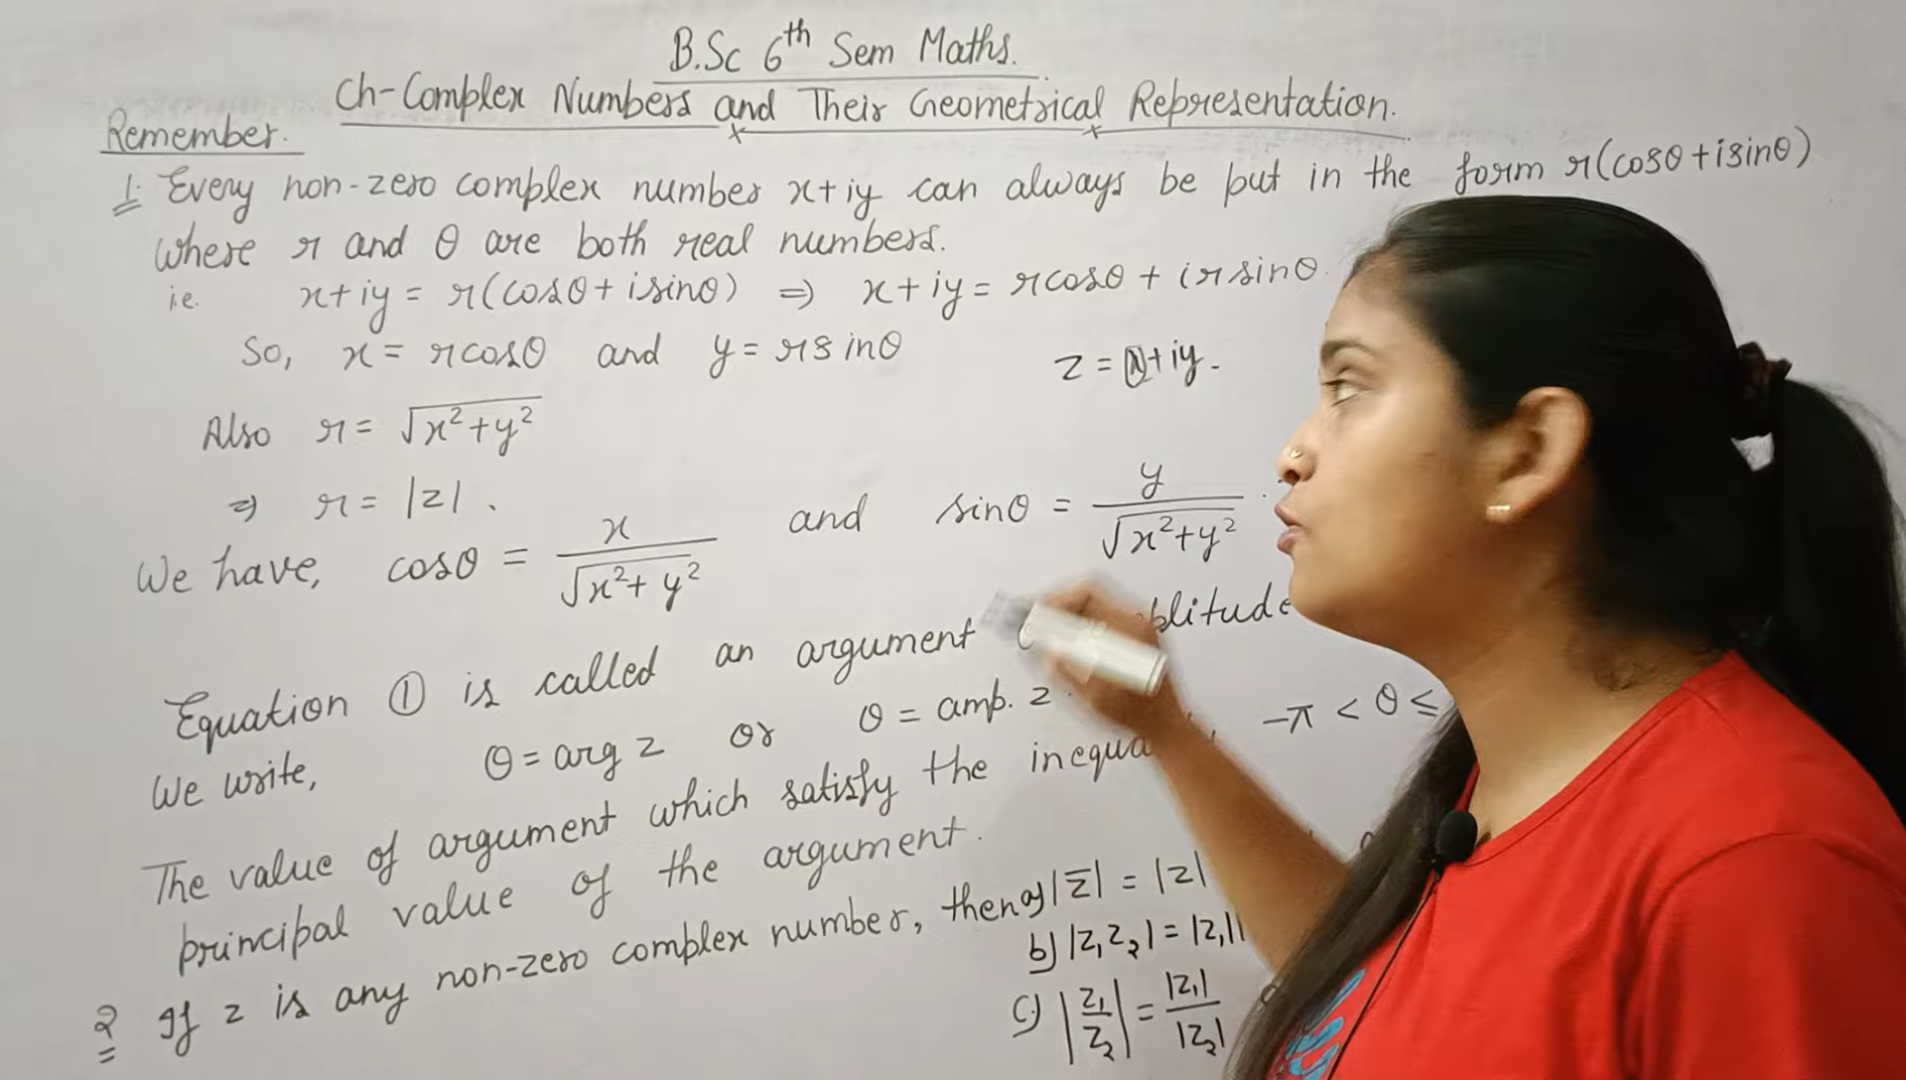 B.Sc 6th Sem Maths.
Ch-Complex Numbers and Their Geometrical Representation.
Remember.
1. Every non-zero complex number x+iy can always be put in the form r(cosθ+isinθ)
where r and θ are both real numbers.
i.e. x+iy = r(cosθ+isinθ) ⇒ x+iy = rcosθ + irsinθ.
So, x = rcosθ and y = rsinθ z = x+iy.
Also r = √(x²+y²)
⇒ r = |z|.
We have, cosθ = x/√(x²+y²) and sinθ = y/√(x²+y²)
Equation ① is called an argument
We write, θ = arg z or θ = amp. z.
The value of argument which satisfy the -π < θ ≤
principal value of the argument.
2 If z is any non-zero complex number, then a) |z̅| = |z|
b) |z₁z₂| = |z₁||
c) |z₁/z₂| = |z₁|/|z₂|